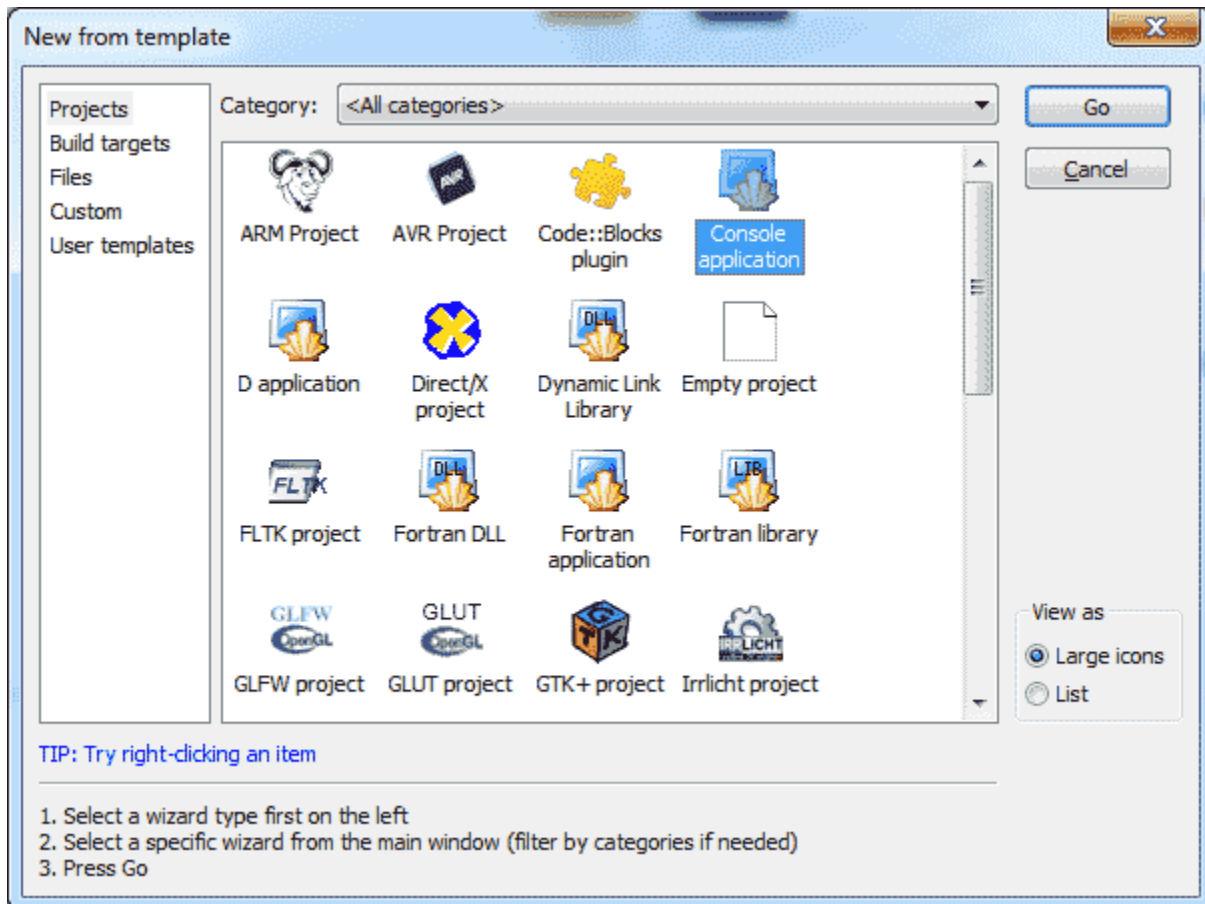 New from template
Projects
Build targets
Files
Custom
User templates
Category: <All categories>
Go
Cancel
AVR
ARM Project
AVR Project
Code::Blocks
plugin
Console
application
DLL
D application
Direct/X
project
Dynamic Link
Library
Empty project
FLTK
DLL
LIB
FLTK project
Fortran DLL
Fortran
application
Fortran library
GLFW
OpenGL
GLUT
OpenGL
GTK
IRRLICHT
GLFW project
GLUT project
GTK+ project
Irrlicht project
View as
Large icons
List
TIP: Try right-clicking an item
1. Select a wizard type first on the left
2. Select a specific wizard from the main window (filter by categories if needed)
3. Press Go